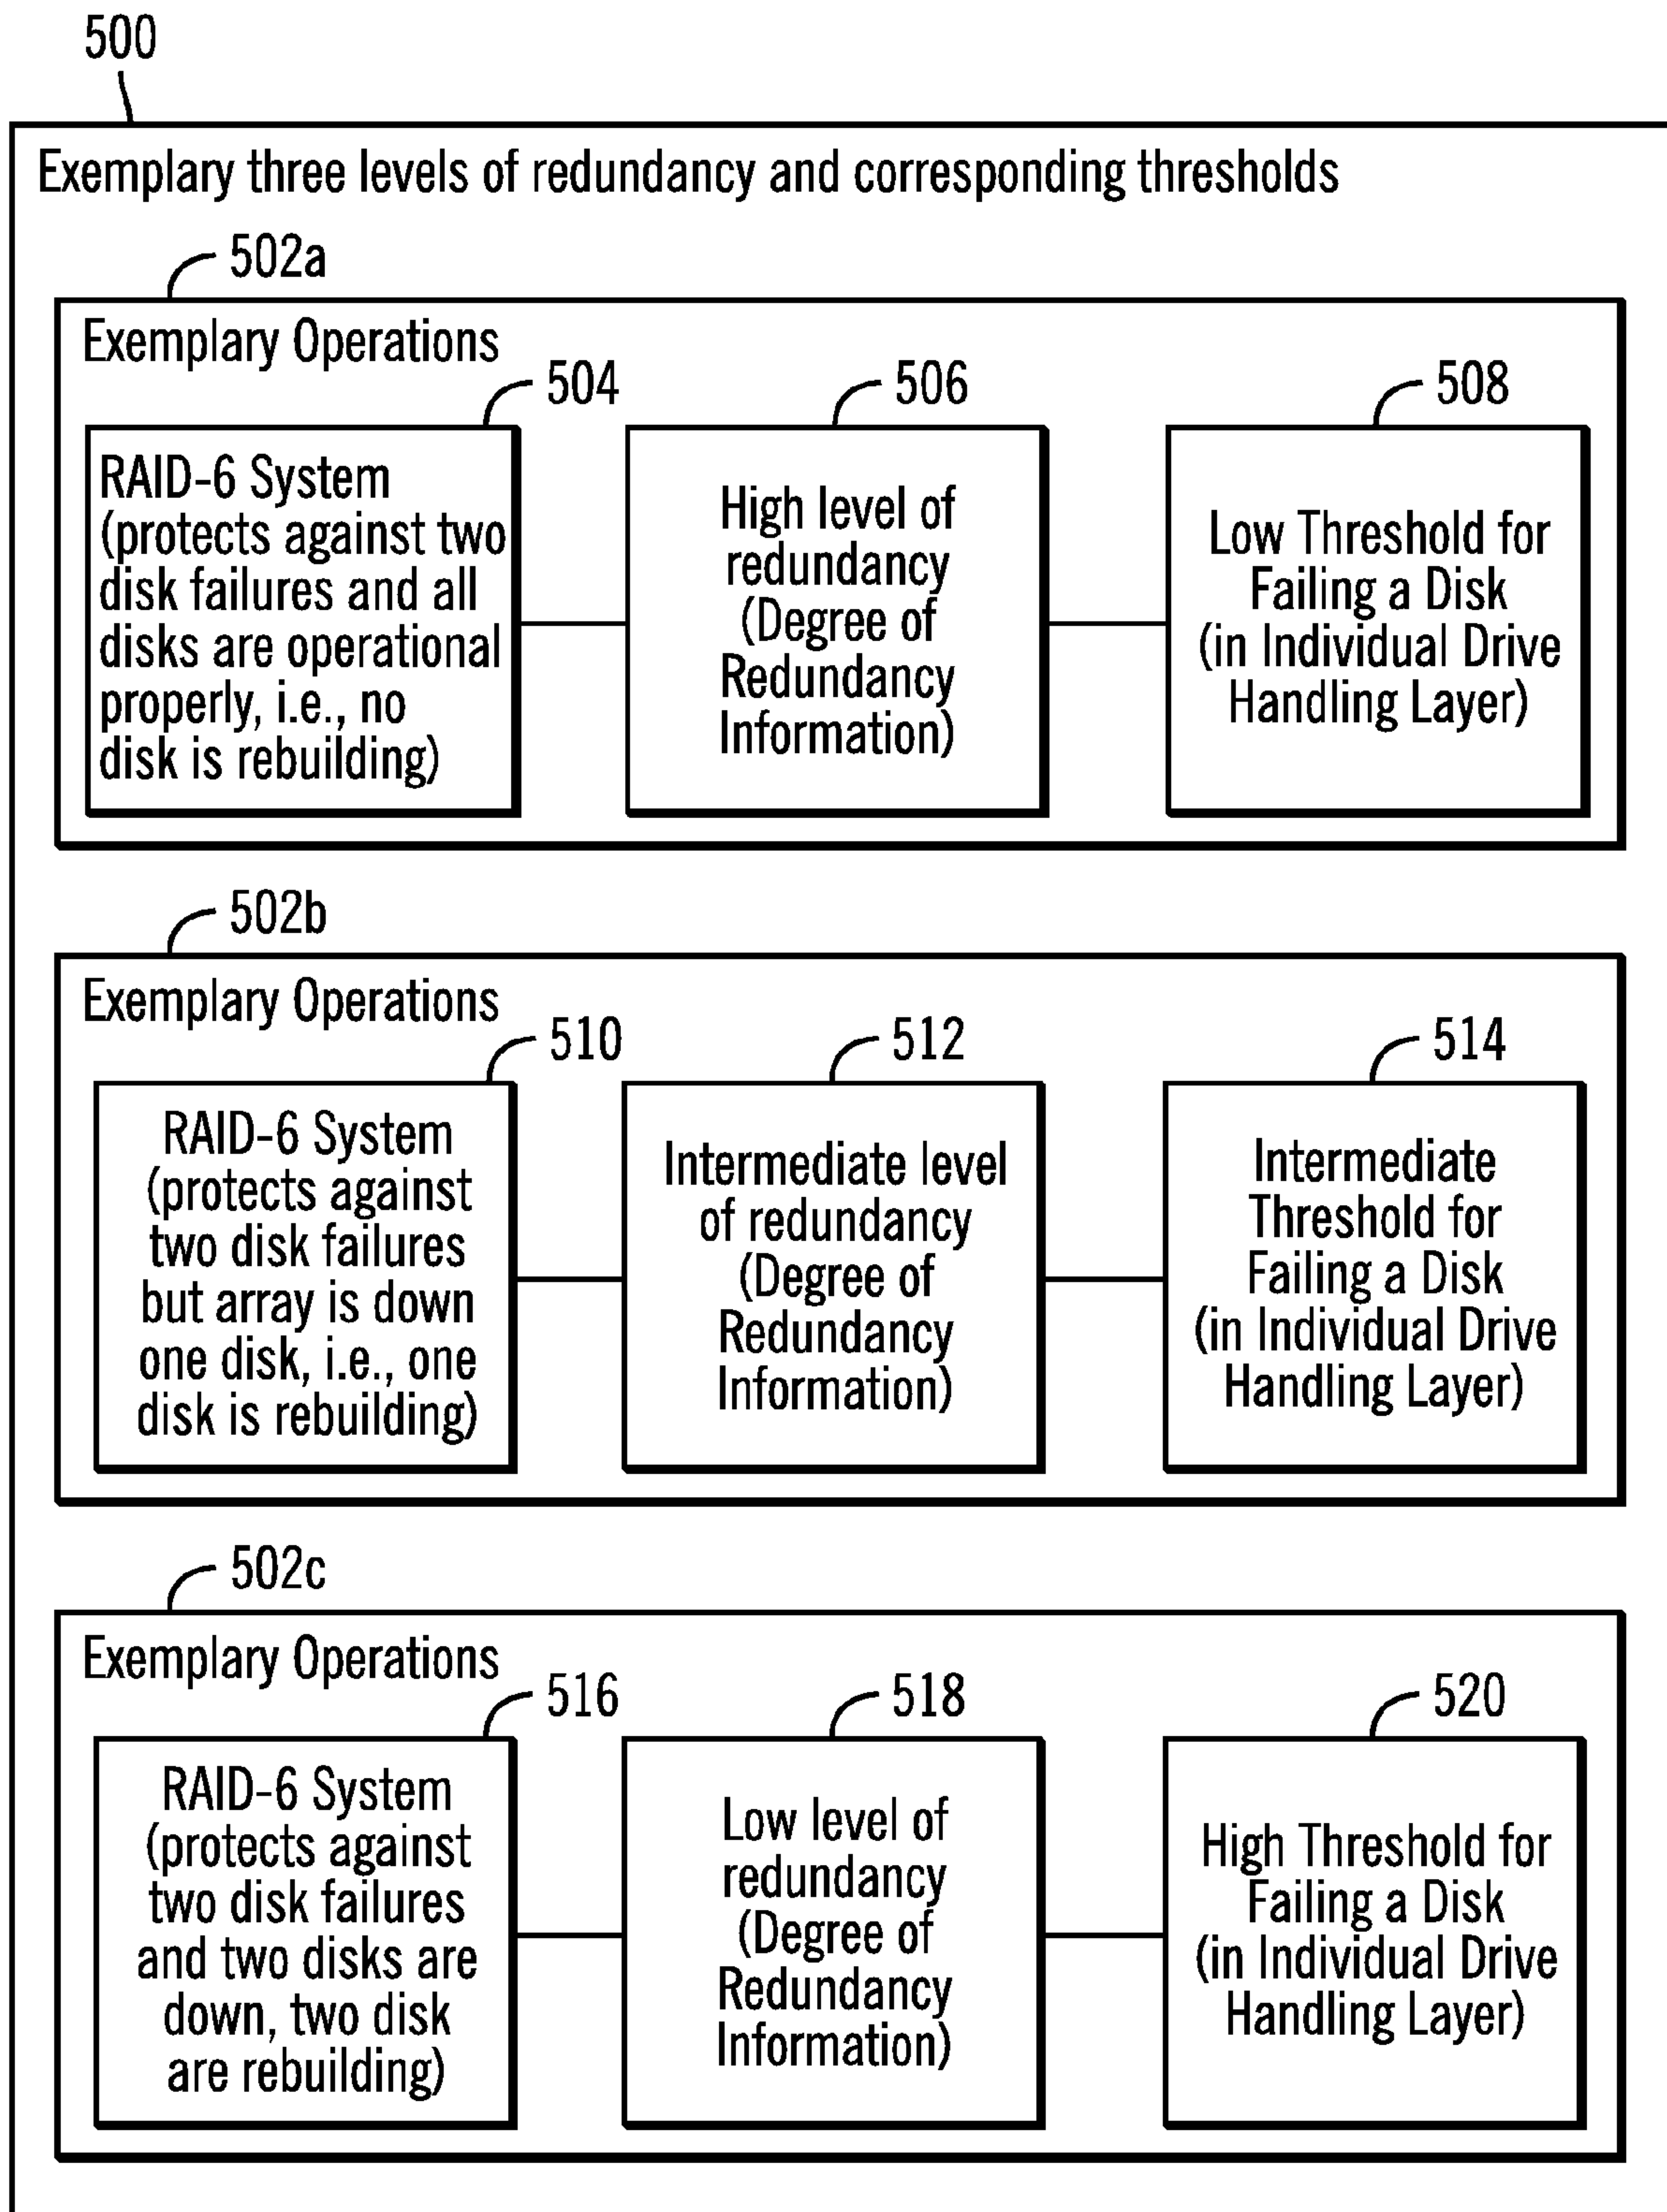 500
Exemplary three levels of redundancy and corresponding thresholds
502a
Exemplary Operations
504
RAID-6 System
(protects against two
disk failures and all
disks are operational
properly, i.e., no
disk is rebuilding)
506
High level of
redundancy
(Degree of
Redundancy
Information)
508
Low Threshold for
Failing a Disk
(in Individual Drive
Handling Layer)
502b
Exemplary Operations
510
RAID-6 System
(protects against
two disk failures
but array is down
one disk, i.e., one
disk is rebuilding)
512
Intermediate level
of redundancy
(Degree of
Redundancy
Information)
514
Intermediate
Threshold for
Failing a Disk
(in Individual Drive
Handling Layer)
502c
Exemplary Operations
516
RAID-6 System
(protects against
two disk failures
and two disks are
down, two disk
are rebuilding)
518
Low level of
redundancy
(Degree of
Redundancy
Information)
520
High Threshold for
Failing a Disk
(in Individual Drive
Handling Layer)